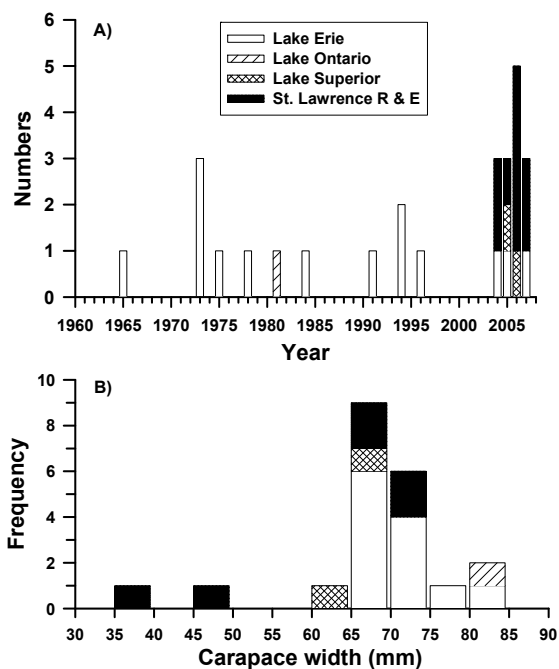 A)
Lake Erie
Lake Ontario
Lake Superior
St. Lawrence R & E
Numbers
6
5
4
3
2
1
0
1960 1965 1970 1975 1980 1985 1990 1995 2000 2005
Year
B)
Frequency
10
8
6
4
2
0
30 35 40 45 50 55 60 65 70 75 80 85 90
Carapace width (mm)